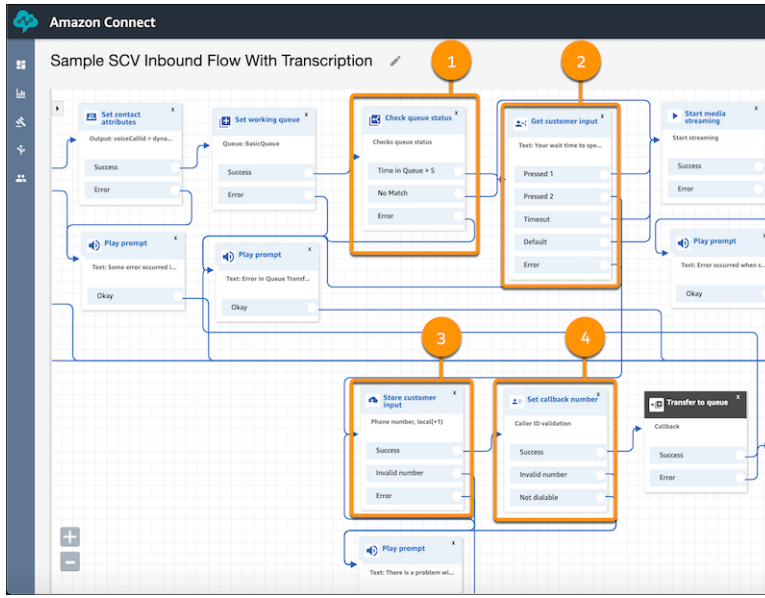 Amazon Connect
Sample SCV Inbound Flow With Transcription
1
2
Set contact
attributes
x
Output: voiceCallId = dyna...
Success
Error
Set working queue
x
Queue: BasicQueue
Success
Error
Check queue status
x
Checks queue status
Time in Queue > 5
No Match
Error
Get customer input
x
Text: Your wait time to spe...
Pressed 1
Pressed 2
Timeout
Default
Error
Start media
streaming
x
Start streaming
Success
Error
Play prompt
x
Text: Some error occurred i...
Okay
Play prompt
x
Text: Error in Queue Transf...
Okay
Play prompt
x
Text: Error occurred when s...
Okay
3
4
Store customer
input
x
Phone number, local(+1)
Success
Invalid number
Error
Set callback number
x
Caller ID validation
Success
Invalid number
Not dialable
Transfer to queue
x
Callback
Success
Error
Play prompt
x
Text: There is a problem wi...